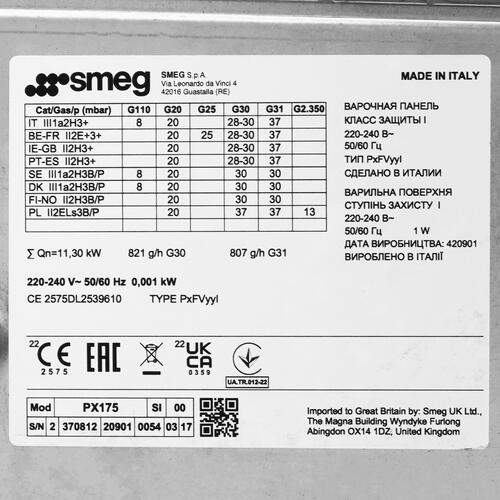 smeg
SMEG S.p.A.
Via Leonardo da Vinci 4
42016 Guastalla (RE)
MADE IN ITALY
Cat/Gas/p (mbar) G110 G20 G25 G30 G31 G2.350
IT III1a2H3+ 8 20 28-30 37
BE-FR II2E+3+ 20 25 28-30 37
IE-GB II2H3+ 20 28-30 37
PT-ES II2H3+ 20 28-30 37
SE III1a2H3B/P 8 20 30 30
DK III1a2H3B/P 8 20 30 30
FI-NO II2H3B/P 20 30 30
PL II2ELs3B/P 20 37 37 13
∑ Qn=11,30 kW 821 g/h G30 807 g/h G31
220-240 V~ 50/60 Hz 0,001 kW
CE 2575DL2539610 TYPE PxFVyyI
ВАРОЧНАЯ ПАНЕЛЬ
КЛАСС ЗАЩИТЫ I
220-240 В~
50/60 Гц
ТИП PxFVyyI
СДЕЛАНО В ИТАЛИИ
ВАРИЛЬНА ПОВЕРХНЯ
СТУПІНЬ ЗАХИСТУ I
220-240 В~
50/60 Гц 1 W
ДАТА ВИРОБНИЦТВА: 420901
ВИРОБЛЕНО В ІТАЛІЇ
22 CE 2575
EAC
22 UK CA 0359
UA.TR.012-22
Mod PX175 SI 00
S/N 2 370812 20901 0054 03 17
Imported to Great Britain by: Smeg UK Ltd.,
The Magna Building Wyndyke Furlong
Abingdon OX14 1DZ, United Kingdom